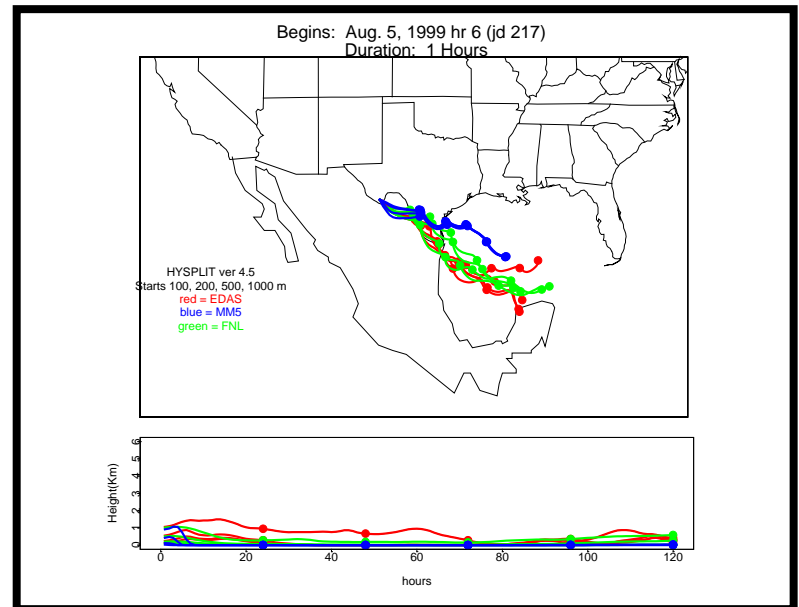 Begins: Aug. 5, 1999 hr 6 (jd 217)
Duration: 1 Hours
HYSPLIT ver 4.5
Starts 100, 200, 500, 1000 m
red = EDAS
blue = MM5
green = FNL
Height(Km)
6
5
4
3
2
1
0
0 20 40 60 80 100 120
hours